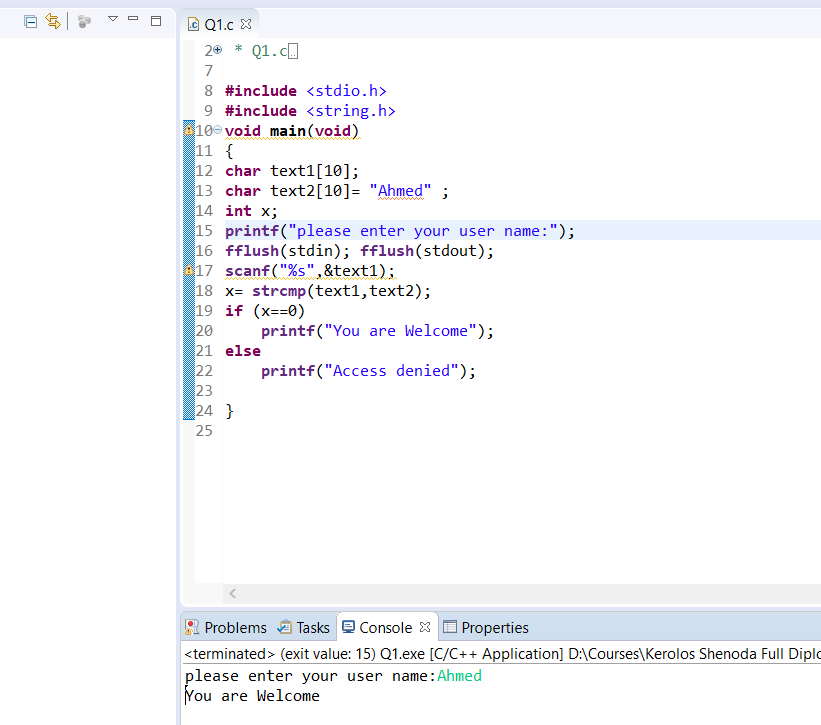 Q1.c
2 * Q1.c
7
8 #include <stdio.h>
9 #include <string.h>
10 void main(void)
11 {
12 char text1[10];
13 char text2[10]= "Ahmed" ;
14 int x;
15 printf("please enter your user name:");
16 fflush(stdin); fflush(stdout);
17 scanf("%s",&text1);
18 x= strcmp(text1,text2);
19 if (x==0)
20     printf("You are Welcome");
21 else
22     printf("Access denied");
23
24 }
25
Problems Tasks Console Properties
<terminated> (exit value: 15) Q1.exe [C/C++ Application] D:\Courses\Kerolos Shenoda Full Diplo
please enter your user name:Ahmed
You are Welcome